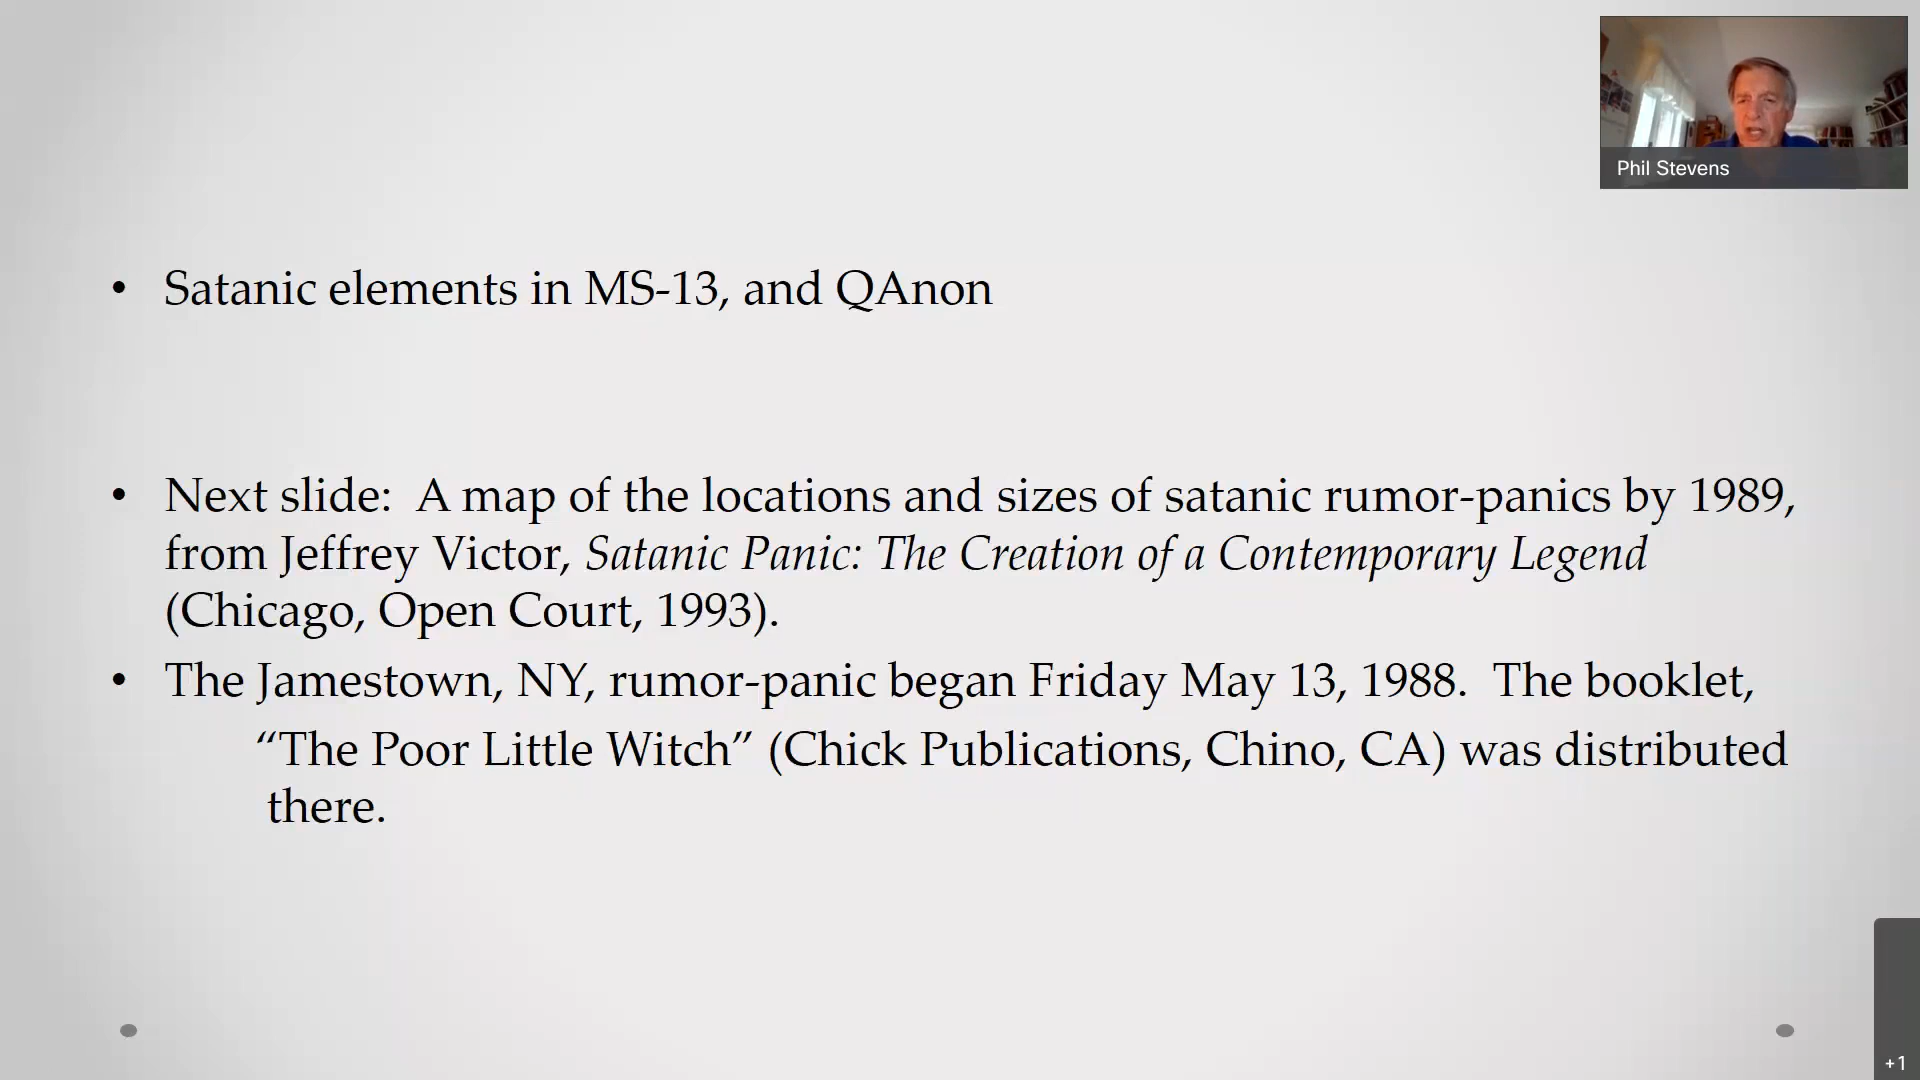 Phil Stevens
• Satanic elements in MS-13, and QAnon
• Next slide:  A map of the locations and sizes of satanic rumor-panics by 1989,
from Jeffrey Victor, Satanic Panic: The Creation of a Contemporary Legend
(Chicago, Open Court, 1993).
• The Jamestown, NY, rumor-panic began Friday May 13, 1988.  The booklet,
“The Poor Little Witch” (Chick Publications, Chino, CA) was distributed
there.
+1